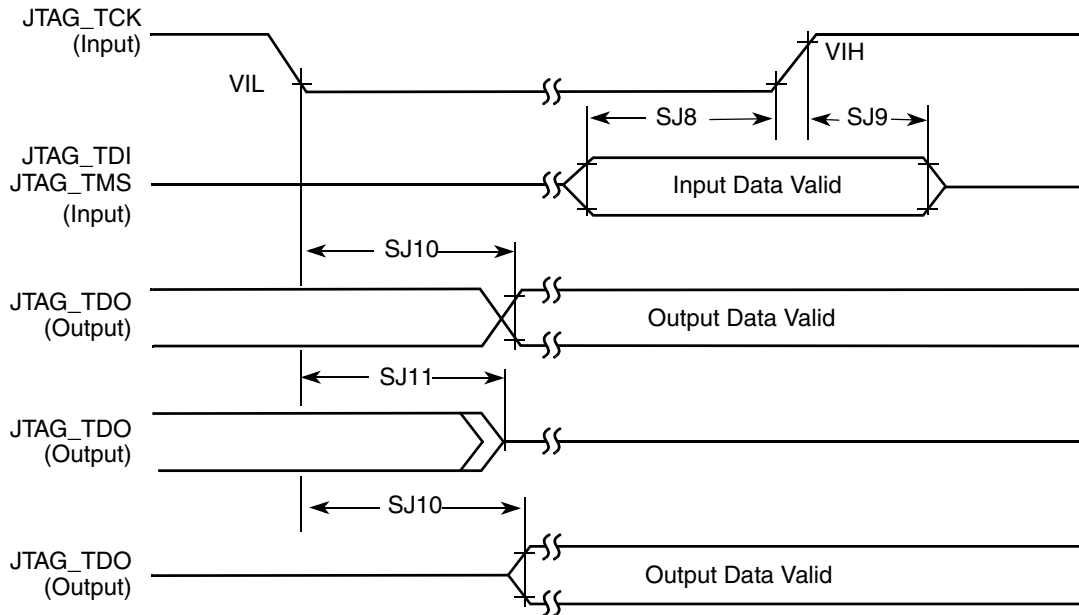 JTAG_TCK
(Input)
VIL
VIH
SJ8
SJ9
JTAG_TDI
JTAG_TMS
(Input)
Input Data Valid
SJ10
JTAG_TDO
(Output)
Output Data Valid
SJ11
JTAG_TDO
(Output)
SJ10
JTAG_TDO
(Output)
Output Data Valid